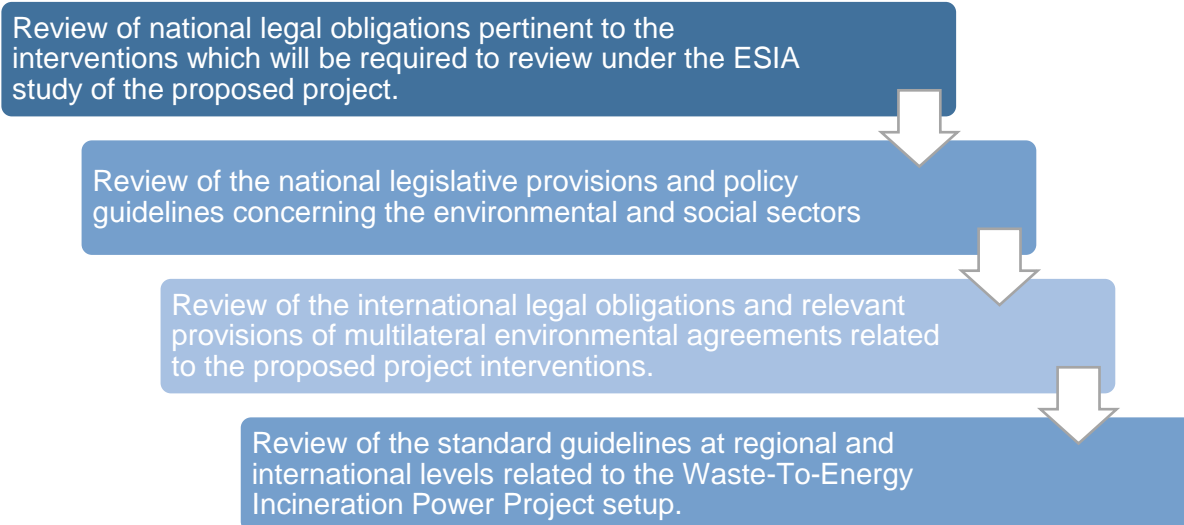 Review of national legal obligations pertinent to the
interventions which will be required to review under the ESIA
study of the proposed project.
Review of the national legislative provisions and policy
guidelines concerning the environmental and social sectors
Review of the international legal obligations and relevant
provisions of multilateral environmental agreements related
to the proposed project interventions.
Review of the standard guidelines at regional and
international levels related to the Waste-To-Energy
Incineration Power Project setup.